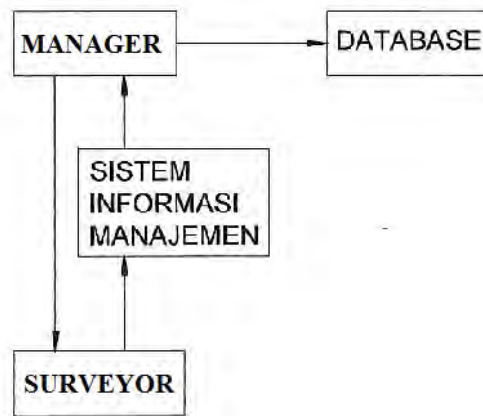 MANAGER
DATABASE
SISTEM
INFORMASI
MANAJEMEN
SURVEYOR